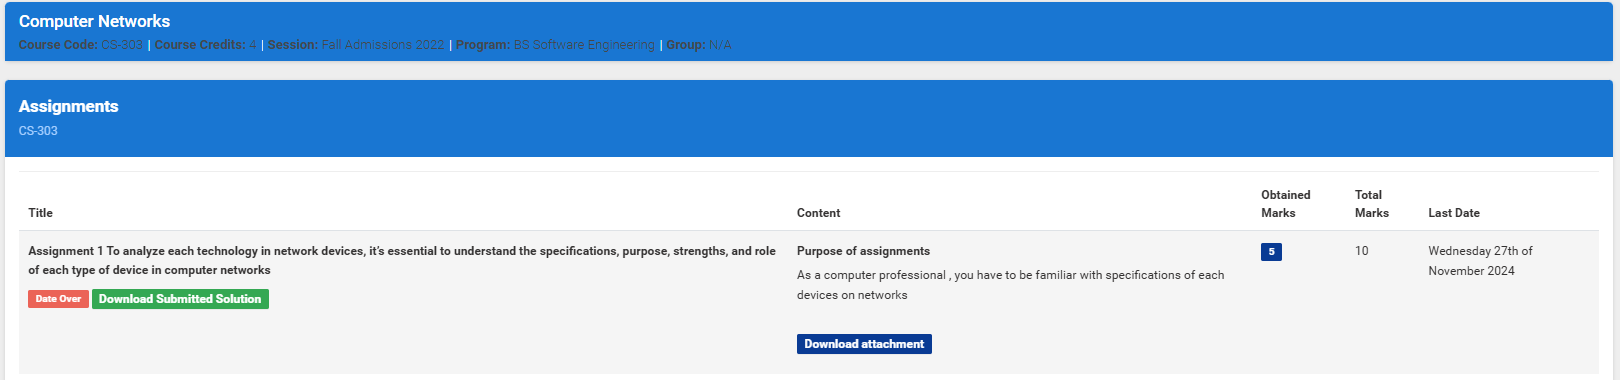 Computer Networks
Course Code: CS-303 | Course Credits: 4 | Session: Fall Admissions 2022 | Program: BS Software Engineering | Group: N/A
Assignments
CS-303
Title
Content
Obtained
Marks
Total
Marks
Last Date
Assignment 1 To analyze each technology in network devices, it’s essential to understand the specifications, purpose, strengths, and role
of each type of device in computer networks
Date Over
Download Submitted Solution
Purpose of assignments
As a computer professional , you have to be familiar with specifications of each
devices on networks
Download attachment
5
10
Wednesday 27th of
November 2024